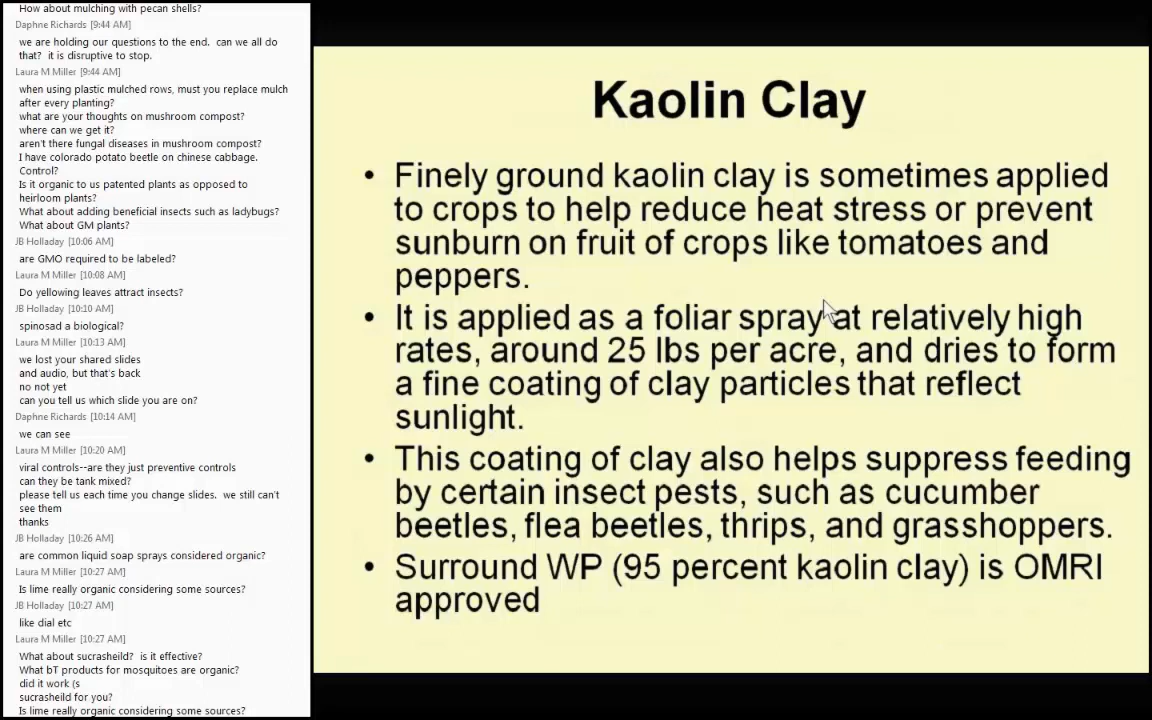 How about mulching with pecan shells?
Daphne Richards [9:44 AM]
we are holding our questions to the end. can we all do
that? it is disruptive to stop.
Laura M Miller [9:44 AM]
when using plastic mulched rows, must you replace mulch
after every planting?
what are your thoughts on mushroom compost?
where can we get it?
aren't there fungal diseases in mushroom compost?
I have colorado potato beetle on chinese cabbage.
Control?
Is it organic to us patented plants as opposed to
heirloom plants?
What about adding beneficial insects such as ladybugs?
What about GM plants?
JB Holladay [10:06 AM]
are GMO required to be labeled?
Laura M Miller [10:08 AM]
Do yellowing leaves attract insects?
JB Holladay [10:10 AM]
spinosad a biological?
Laura M Miller [10:13 AM]
we lost your shared slides
and audio, but that's back
no not yet
can you tell us which slide you are on?
Daphne Richards [10:14 AM]
we can see
Laura M Miller [10:20 AM]
viral controls--are they just preventive controls
can they be tank mixed?
please tell us each time you change slides. we still can't
see them
thanks
JB Holladay [10:26 AM]
are common liquid soap sprays considered organic?
Laura M Miller [10:27 AM]
Is lime really organic considering some sources?
JB Holladay [10:27 AM]
like dial etc
Laura M Miller [10:27 AM]
What about sucrasheild? is it effective?
What bT products for mosquitoes are organic?
did it work (s
sucrasheild for you?
Is lime really organic considering some sources?
Kaolin Clay
• Finely ground kaolin clay is sometimes applied
to crops to help reduce heat stress or prevent
sunburn on fruit of crops like tomatoes and
peppers.
• It is applied as a foliar spray at relatively high
rates, around 25 lbs per acre, and dries to form
a fine coating of clay particles that reflect
sunlight.
• This coating of clay also helps suppress feeding
by certain insect pests, such as cucumber
beetles, flea beetles, thrips, and grasshoppers.
• Surround WP (95 percent kaolin clay) is OMRI
approved